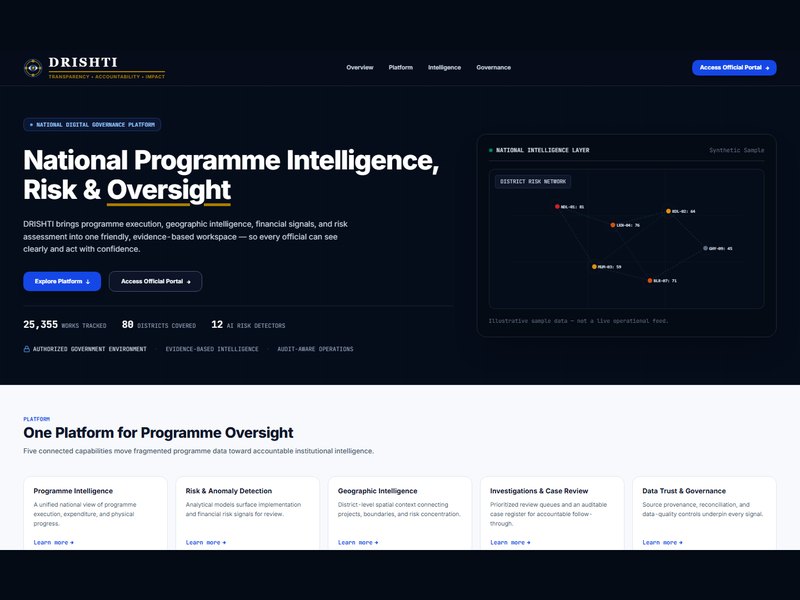 DRISHTI
TRANSPARENCY • ACCOUNTABILITY • IMPACT
Overview Platform Intelligence Governance
Access Official Portal →
NATIONAL DIGITAL GOVERNANCE PLATFORM
National Programme Intelligence,
Risk & Oversight
DRISHTI brings programme execution, geographic intelligence, financial signals, and risk
assessment into one friendly, evidence-based workspace — so every official can see
clearly and act with confidence.
Explore Platform ↓ Access Official Portal →
25,355 WORKS TRACKED 80 DISTRICTS COVERED 12 AI RISK DETECTORS
AUTHORIZED GOVERNMENT ENVIRONMENT · EVIDENCE-BASED INTELLIGENCE · AUDIT-AWARE OPERATIONS
NATIONAL INTELLIGENCE LAYER Synthetic Sample
DISTRICT RISK NETWORK
Illustrative sample data — not a live operational feed.
PLATFORM
One Platform for Programme Oversight
Five connected capabilities move fragmented programme data toward accountable institutional intelligence.
Programme Intelligence
A unified national view of programme
execution, expenditure, and physical
progress.
Learn more →
Risk & Anomaly Detection
Analytical models surface implementation
and financial risk signals for review.
Learn more →
Geographic Intelligence
District-level spatial context connecting
projects, boundaries, and risk concentration.
Learn more →
Investigations & Case Review
Prioritized review queues and an auditable
case register for accountable follow-
through.
Learn more →
Data Trust & Governance
Source provenance, reconciliation, and
data-quality controls underpin every signal.
Learn more →